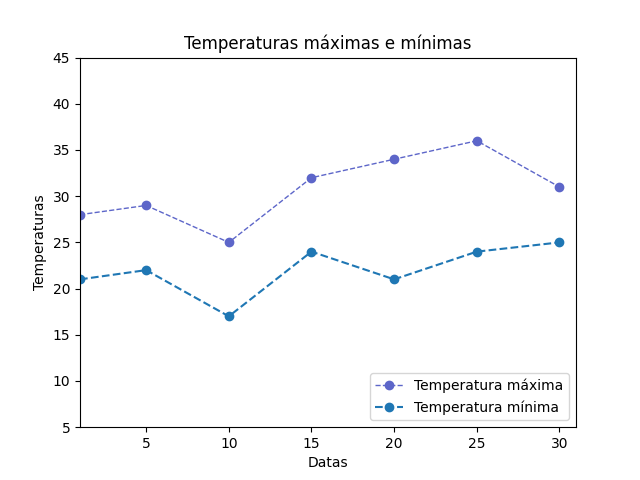 Temperaturas máximas e mínimas
45
40
35
30
25
20
15
10
5
Temperaturas
Temperatura máxima
Temperatura mínima
5 10 15 20 25 30
Datas